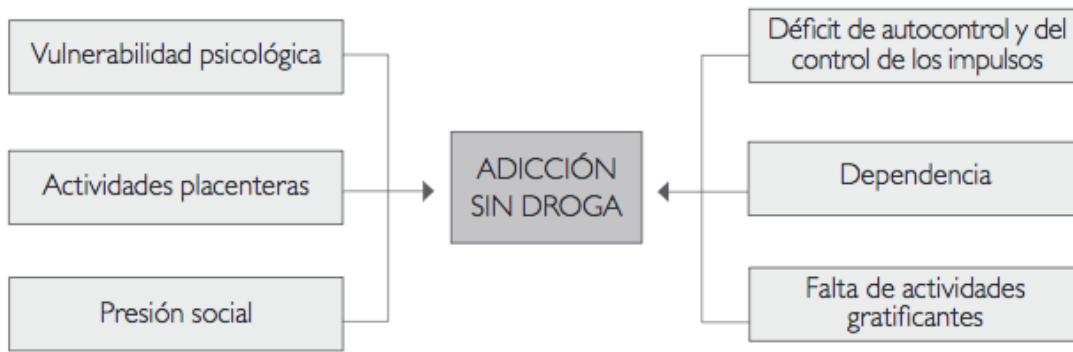 Vulnerabilidad psicológica
Actividades placenteras
Presión social
ADICCIÓN
SIN DROGA
Déficit de autocontrol y del
control de los impulsos
Dependencia
Falta de actividades
gratificantes